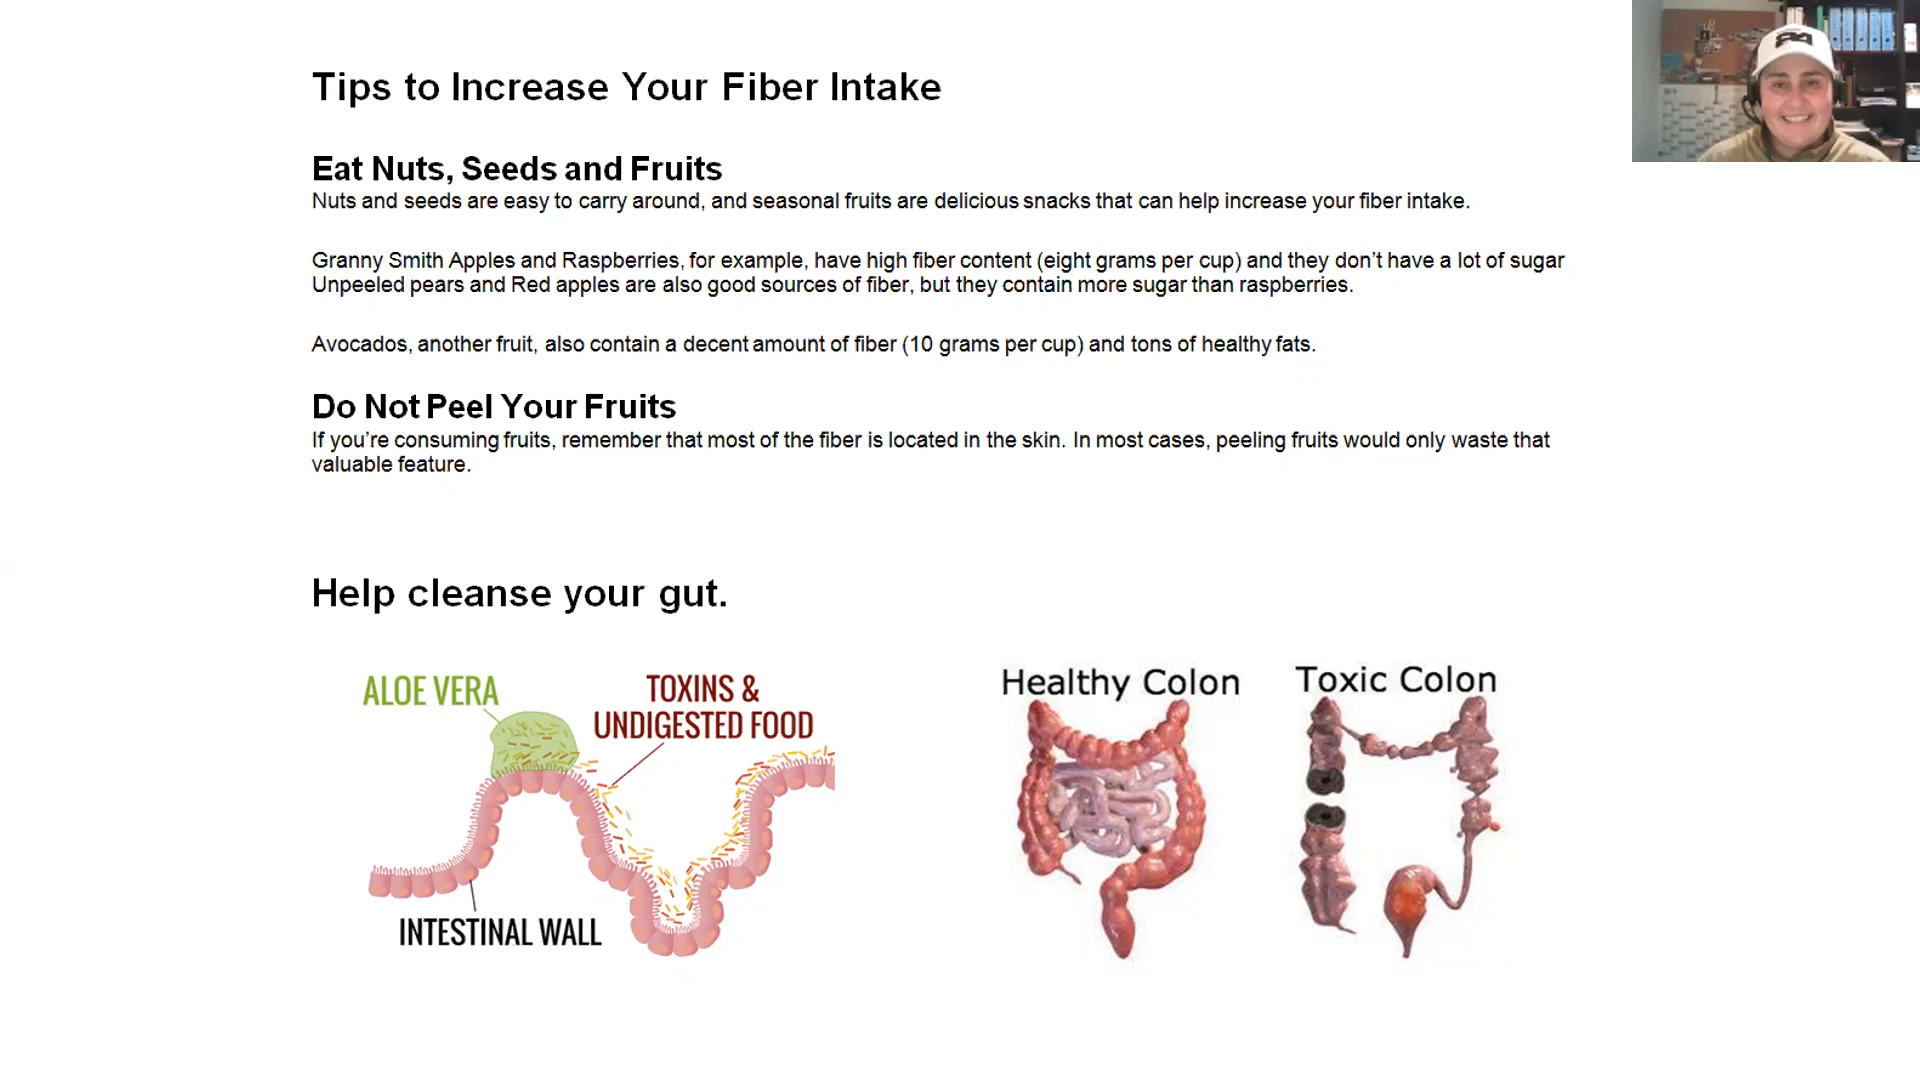 Tips to Increase Your Fiber Intake
Eat Nuts, Seeds and Fruits
Nuts and seeds are easy to carry around, and seasonal fruits are delicious snacks that can help increase your fiber intake.
Granny Smith Apples and Raspberries, for example, have high fiber content (eight grams per cup) and they don’t have a lot of sugar
Unpeeled pears and Red apples are also good sources of fiber, but they contain more sugar than raspberries.
Avocados, another fruit, also contain a decent amount of fiber (10 grams per cup) and tons of healthy fats.
Do Not Peel Your Fruits
If you’re consuming fruits, remember that most of the fiber is located in the skin. In most cases, peeling fruits would only waste that
valuable feature.
Help cleanse your gut.
ALOE VERA
TOXINS &
UNDIGESTED FOOD
INTESTINAL WALL
Healthy Colon
Toxic Colon